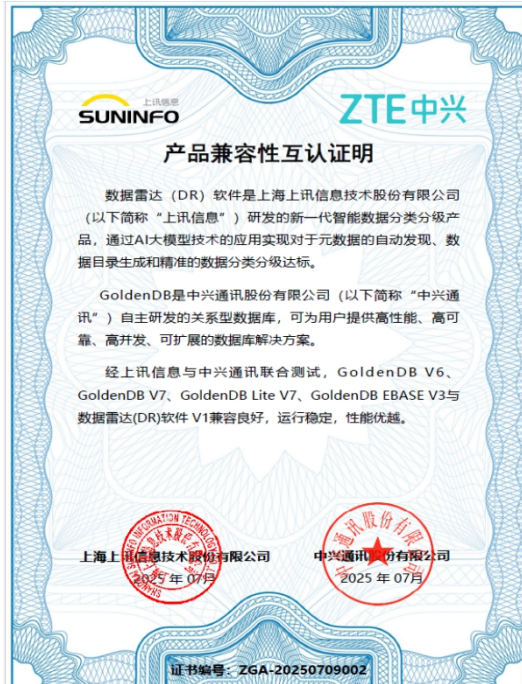 上讯信息
SUNINFO
ZTE中兴
产品兼容性互认证明
数据雷达（DR）软件是上海上讯信息技术股份有限公司
（以下简称“上讯信息”）研发的新一代智能数据分类分级产
品，通过AI大模型技术的应用实现对于元数据的自动发现、数
据目录生成和精准的数据分类分级达标。
GoldenDB是中兴通讯股份有限公司（以下简称“中兴通
讯”）自主研发的关系型数据库，可为用户提供高性能、高可
靠、高并发、可扩展的数据库解决方案。
经上讯信息与中兴通讯联合测试，GoldenDB V6、
GoldenDB V7、GoldenDB Lite V7、GoldenDB EBASE V3与
数据雷达(DR)软件 V1兼容良好，运行稳定，性能优越。
上海上讯信息技术股份有限公司
2025 年 07月
中兴通讯股份有限公司
2025 年 07月
中兴通讯股份有限公司
证书编号：ZGA-20250709002